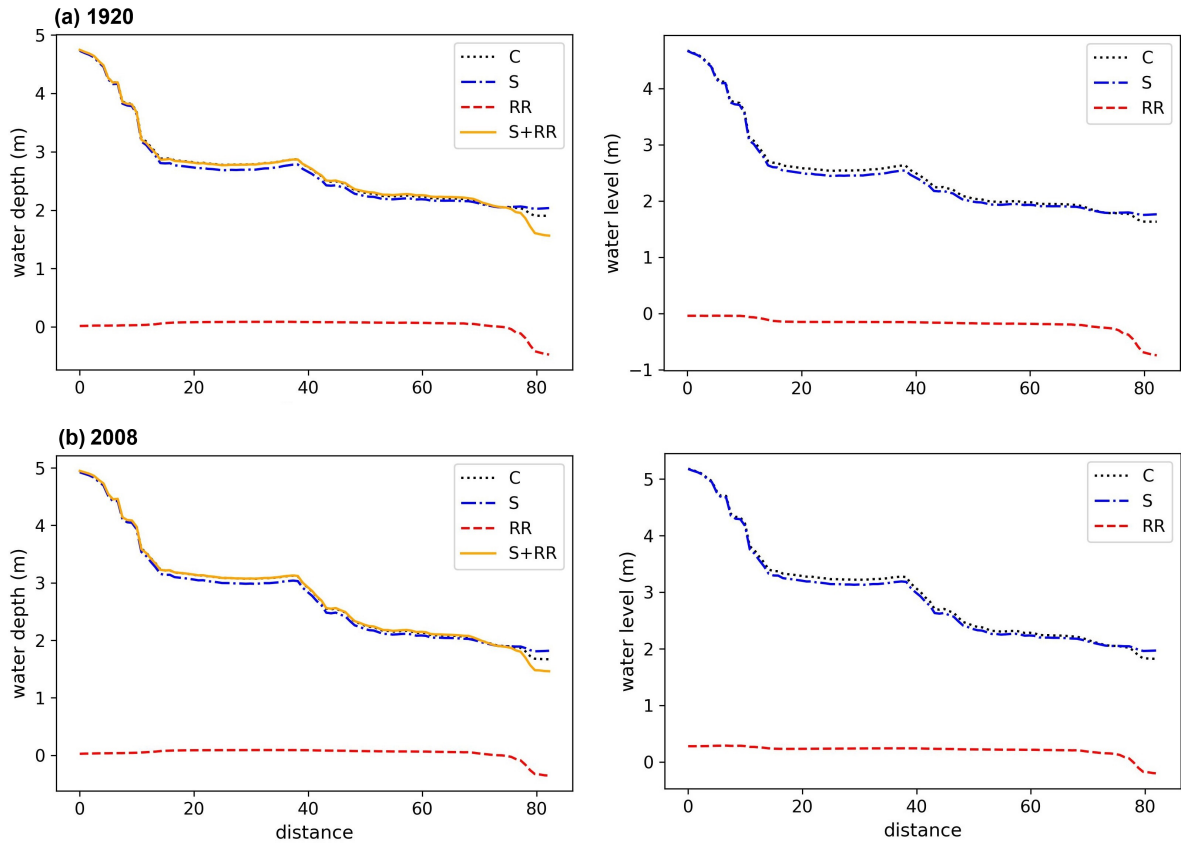 (a) 1920
5
4
3
2
1
0
water depth (m)
C
S
RR
S+RR
0 20 40 60 80
4
3
2
1
0
−1
water level (m)
C
S
RR
0 20 40 60 80
(b) 2008
5
4
3
2
1
0
water depth (m)
C
S
RR
S+RR
0 20 40 60 80
distance
5
4
3
2
1
0
water level (m)
C
S
RR
0 20 40 60 80
distance